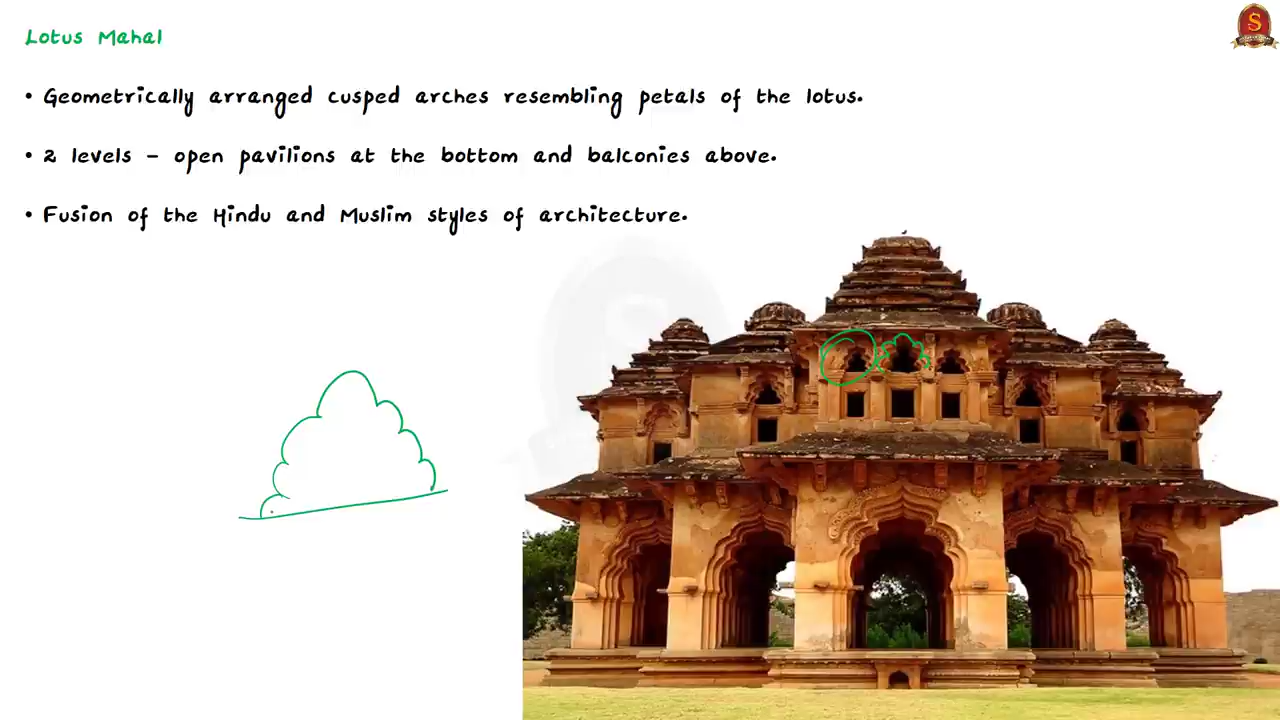 Lotus Mahal
• Geometrically arranged cusped arches resembling petals of the lotus.
• 2 levels – open pavilions at the bottom and balconies above.
• Fusion of the Hindu and Muslim styles of architecture.
S
S